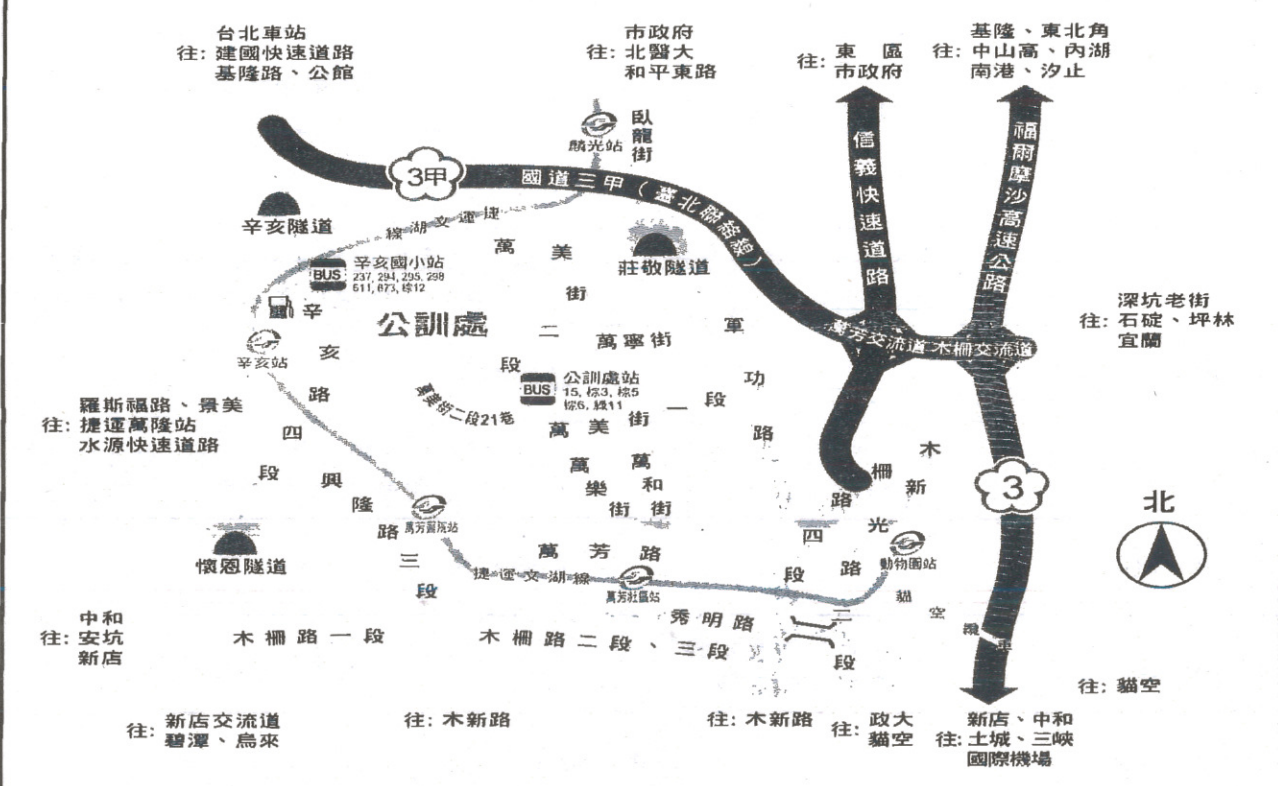 台北車站
往: 建國快速道路
基隆路、公館
市政府
往: 北醫大
和平東路
往: 東區
市政府
基隆、東北角
往: 中山高、內湖
南港、汐止
麟光站
臥龍街
3甲
國道三甲（臺北聯絡線）
信義快速道路
福爾摩沙高速公路
辛亥隧道
捷運文湖線
莊敬隧道
BUS
辛亥國小站
237, 294, 295, 298
611, 673, 棕12
公訓處
萬美街二段
萬寧街
軍功路
辛亥路四段
辛亥站
萬芳交流道
木柵交流道
深坑老街
往: 石碇、坪林
宜蘭
BUS
公訓處站
15, 棕3, 棕5
棕6, 綠11
萬美街二段21巷
萬美街一段
羅斯福路、景美
往: 捷運萬隆站
水源快速道路
萬樂街
萬和街
興隆路三段
萬芳醫院站
懷恩隧道
萬芳路
捷運文湖線
萬芳社區站
木柵路四段
新光路二段
動物園站
貓空纜車
3
北
秀明路
中和
往: 安坑
新店
木柵路一段
木柵路二段、三段
往: 新店交流道
碧潭、烏來
往: 木新路
往: 木新路
往: 政大
貓空
新店、中和
往: 土城、三峽
國際機場
往: 貓空